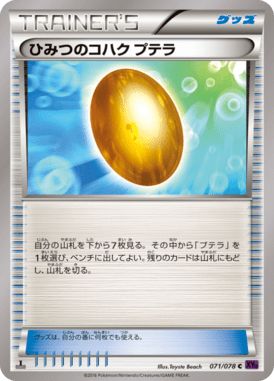 TRAINER'S
グッズ
ひみつのコハク プテラ
自分の山札を下から7枚見る。その中から「プテラ」を
1枚選び、ベンチに出してよい。残りのカードは山札にもど
し、山札を切る。
グッズは、自分の番に何枚でも使える。
Illus. Toyste Beach
071/078 C XY
©2016 Pokémon/Nintendo/Creatures/GAME FREAK.